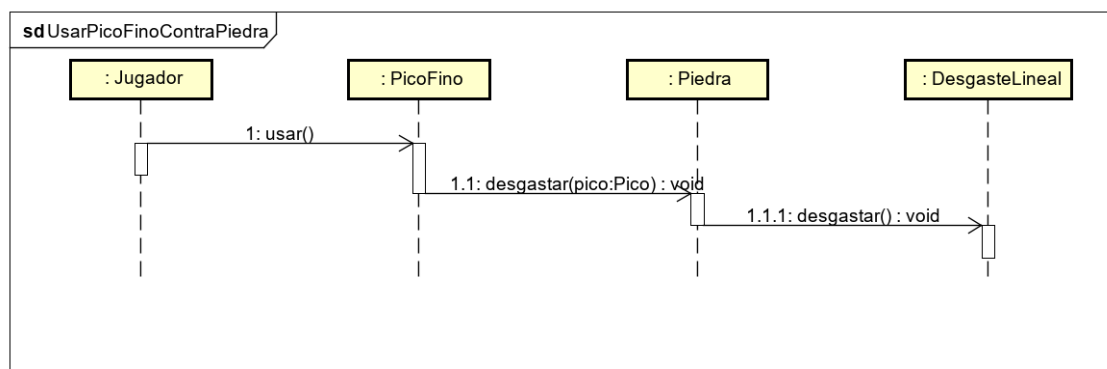 sd UsarPicoFinoContraPiedra
: Jugador
: PicoFino
: Piedra
: DesgasteLineal
1: usar()
1.1: desgastar(pico:Pico) : void
1.1.1: desgastar() : void